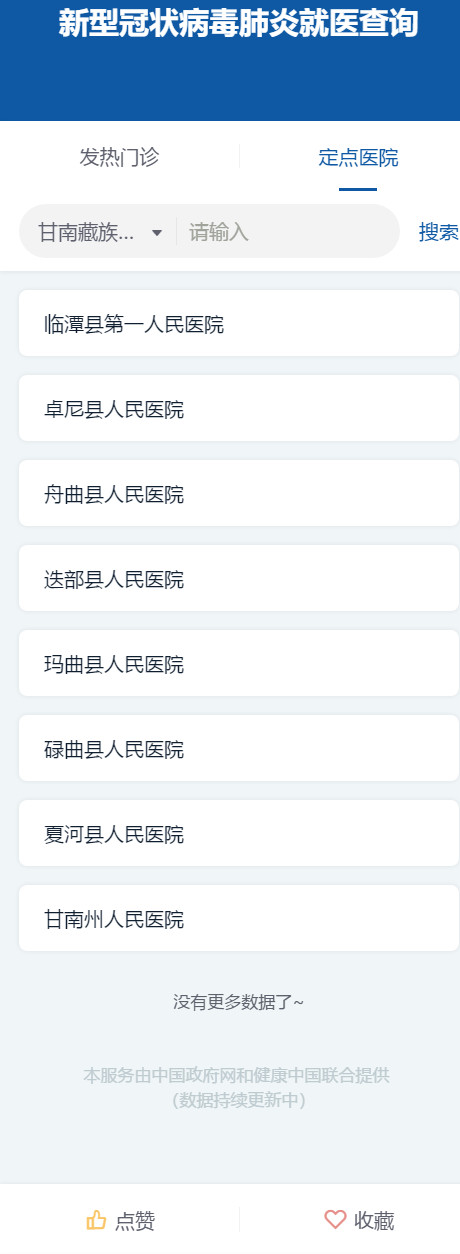 新型冠状病毒肺炎就医查询
发热门诊
定点医院
甘南藏族...
请输入
搜索
临潭县第一人民医院
卓尼县人民医院
舟曲县人民医院
迭部县人民医院
玛曲县人民医院
碌曲县人民医院
夏河县人民医院
甘南州人民医院
没有更多数据了~
本服务由中国政府网和健康中国联合提供
（数据持续更新中）
点赞
收藏